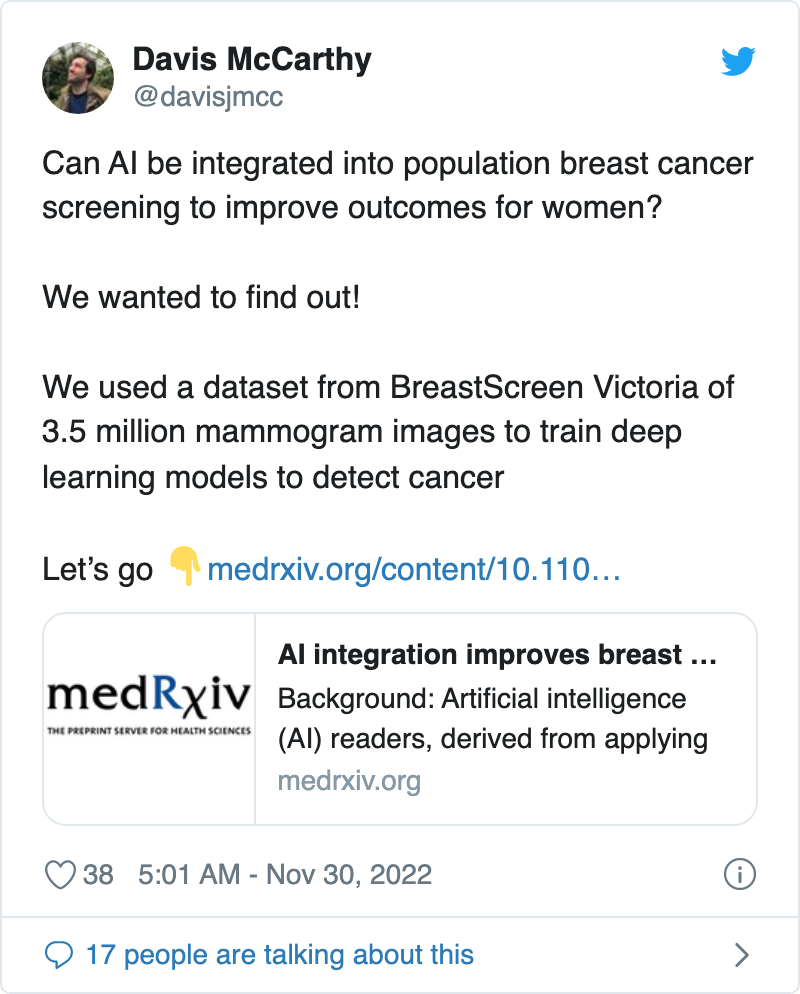 Davis McCarthy
@davisjmcc
Can AI be integrated into population breast cancer
screening to improve outcomes for women?
We wanted to find out!
We used a dataset from BreastScreen Victoria of
3.5 million mammogram images to train deep
learning models to detect cancer
Let’s go 👇 medrxiv.org/content/10.110…
medRxiv
THE PREPRINT SERVER FOR HEALTH SCIENCES
AI integration improves breast ...
Background: Artificial intelligence
(AI) readers, derived from applying
medrxiv.org
38 5:01 AM - Nov 30, 2022
17 people are talking about this